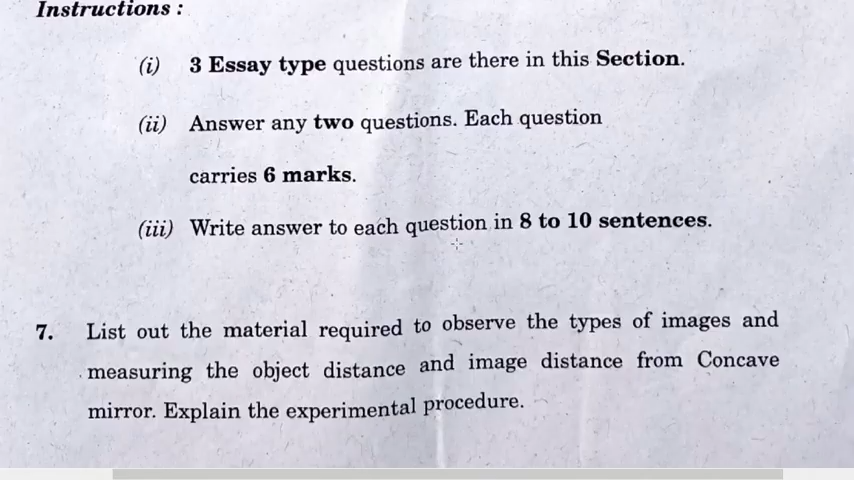 Instructions :
(i) 3 Essay type questions are there in this Section.
(ii) Answer any two questions. Each question
carries 6 marks.
(iii) Write answer to each question in 8 to 10 sentences.
7. List out the material required to observe the types of images and
measuring the object distance and image distance from Concave
mirror. Explain the experimental procedure.